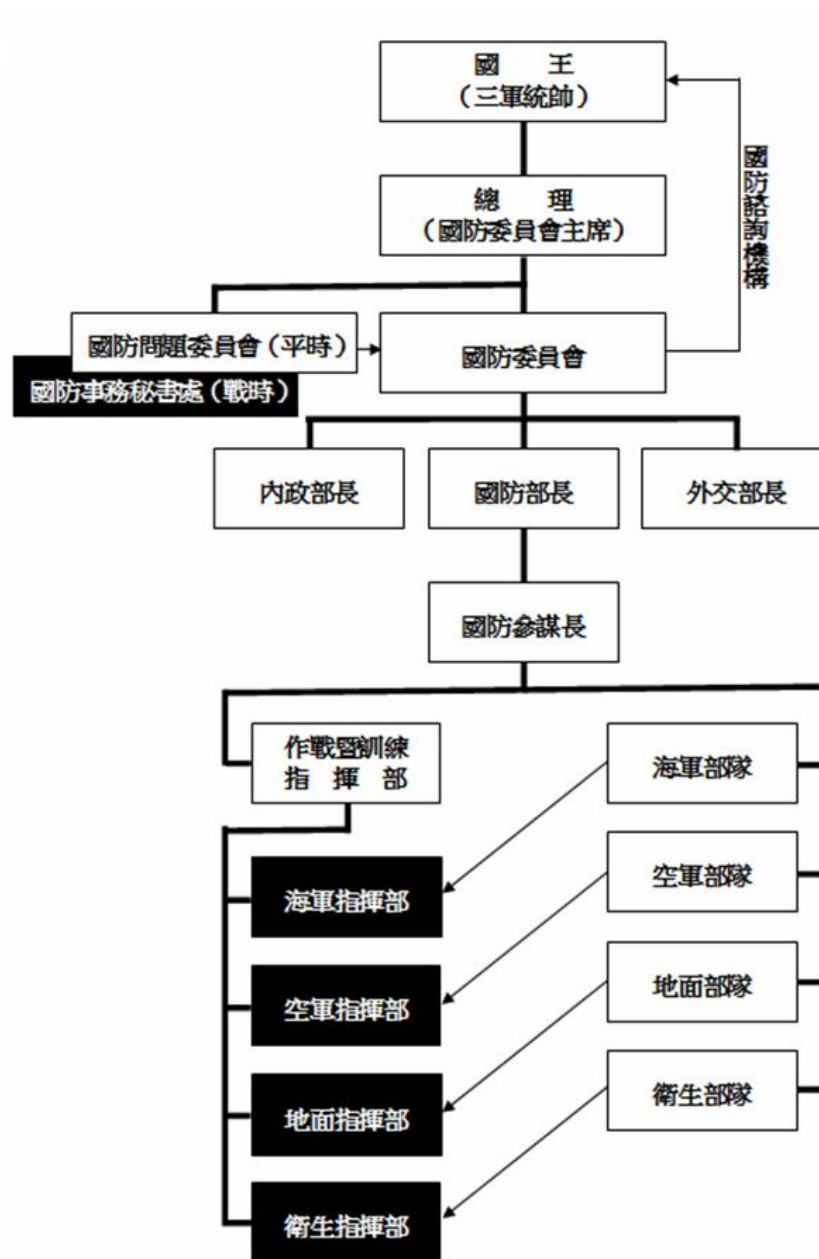 國　王
（三軍統帥）
國防諮詢機構
總　理
（國防委員會主席）
國防問題委員會（平時）
國防委員會
國防事務秘書處（戰時）
內政部長
國防部長
外交部長
國防參謀長
作戰暨訓練
指　揮　部
海軍部隊
空軍部隊
海軍指揮部
地面部隊
空軍指揮部
衛生部隊
地面指揮部
衛生指揮部